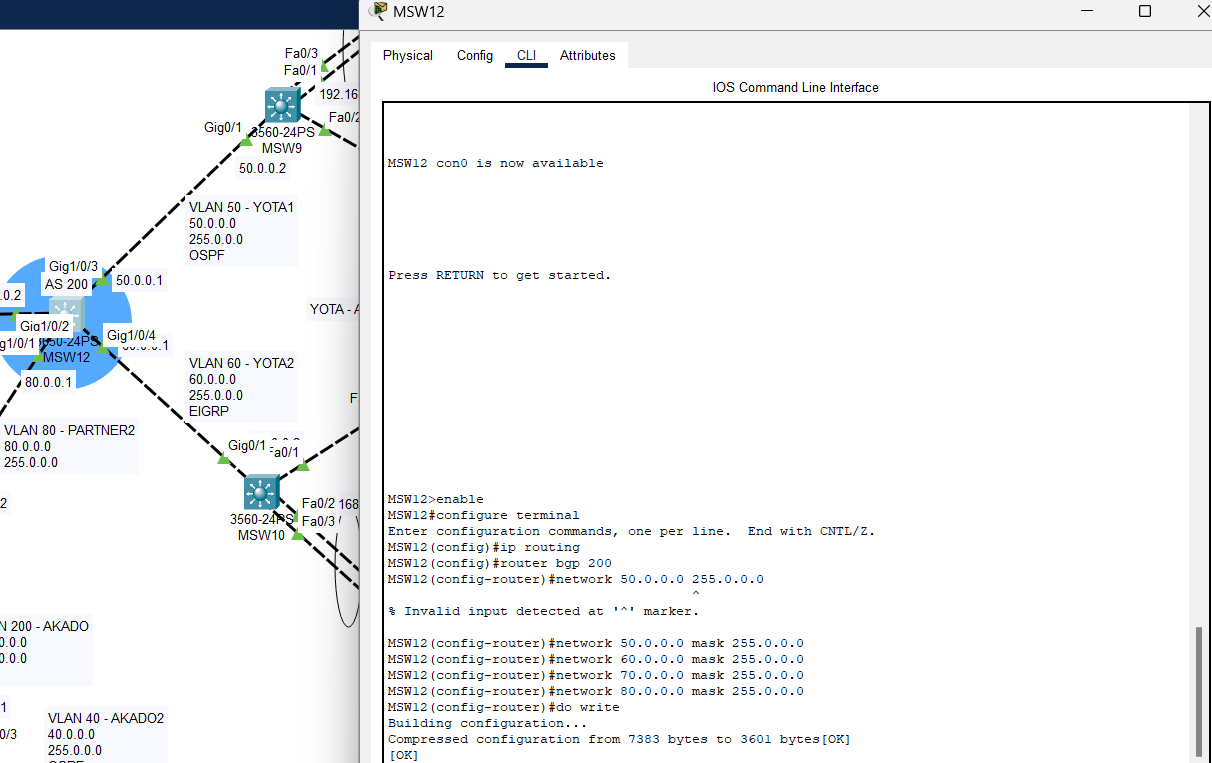 MSW12
Physical
Config
CLI
Attributes
IOS Command Line Interface
MSW12 con0 is now available
Press RETURN to get started.
MSW12>enable
MSW12#configure terminal
Enter configuration commands, one per line.  End with CNTL/Z.
MSW12(config)#ip routing
MSW12(config)#router bgp 200
MSW12(config-router)#network 50.0.0.0 255.0.0.0
^
% Invalid input detected at '^' marker.
MSW12(config-router)#network 50.0.0.0 mask 255.0.0.0
MSW12(config-router)#network 60.0.0.0 mask 255.0.0.0
MSW12(config-router)#network 70.0.0.0 mask 255.0.0.0
MSW12(config-router)#network 80.0.0.0 mask 255.0.0.0
MSW12(config-router)#do write
Building configuration...
Compressed configuration from 7383 bytes to 3601 bytes[OK]
[OK]
Fa0/3
Fa0/1
192.16
Fa0/2
Gig0/1
3560-24PS
MSW9
50.0.0.2
VLAN 50 - YOTA1
50.0.0.0
255.0.0.0
OSPF
Gig1/0/3
AS 200
50.0.0.1
.0.2
Gig1/0/2
Gig1/0/4
g1/0/1
50-24PS
MSW12
80.0.0.1
YOTA - A
VLAN 60 - YOTA2
60.0.0.0
255.0.0.0
EIGRP
F
VLAN 80 - PARTNER2
80.0.0.0
255.0.0.0
Gig0/1
Fa0/1
2
3560-24PS
MSW10
Fa0/2
168
Fa0/3
N 200 - AKADO
0.0.0
0.0.0
1
0/3
VLAN 40 - AKADO2
40.0.0.0
255.0.0.0
OSPF